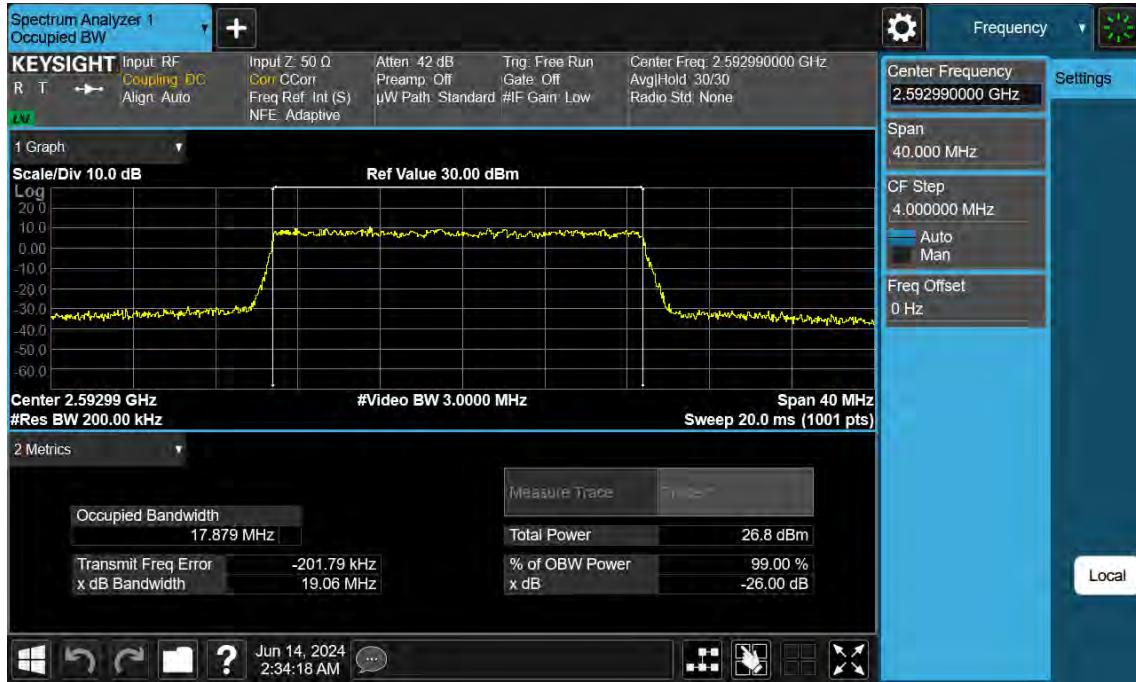 Spectrum Analyzer 1
Occupied BW
Frequency
KEYSIGHT
R T
Input: RF
Coupling: DC
Align: Auto
Input Z: 50 Ω
Corr CCorr
Freq Ref: Int (S)
NFE: Adaptive
Atten: 42 dB
Preamp: Off
µW Path: Standard
Trig: Free Run
Gate: Off
#IF Gain: Low
Center Freq: 2.592990000 GHz
Avg|Hold: 30/30
Radio Std: None
Center Frequency
2.592990000 GHz
Settings
Span
40.000 MHz
CF Step
4.000000 MHz
Auto
Man
Freq Offset
0 Hz
Local
1 Graph
Scale/Div 10.0 dB
Ref Value 30.00 dBm
Log
20.0
10.0
0.00
-10.0
-20.0
-30.0
-40.0
-50.0
-60.0
Center 2.59299 GHz
#Video BW 3.0000 MHz
Span 40 MHz
#Res BW 200.00 kHz
Sweep 20.0 ms (1001 pts)
2 Metrics
Measure Trace
Occupied Bandwidth
17.879 MHz
Total Power 26.8 dBm
Transmit Freq Error -201.79 kHz
% of OBW Power 99.00 %
x dB Bandwidth 19.06 MHz
x dB -26.00 dB
Jun 14, 2024
2:34:18 AM